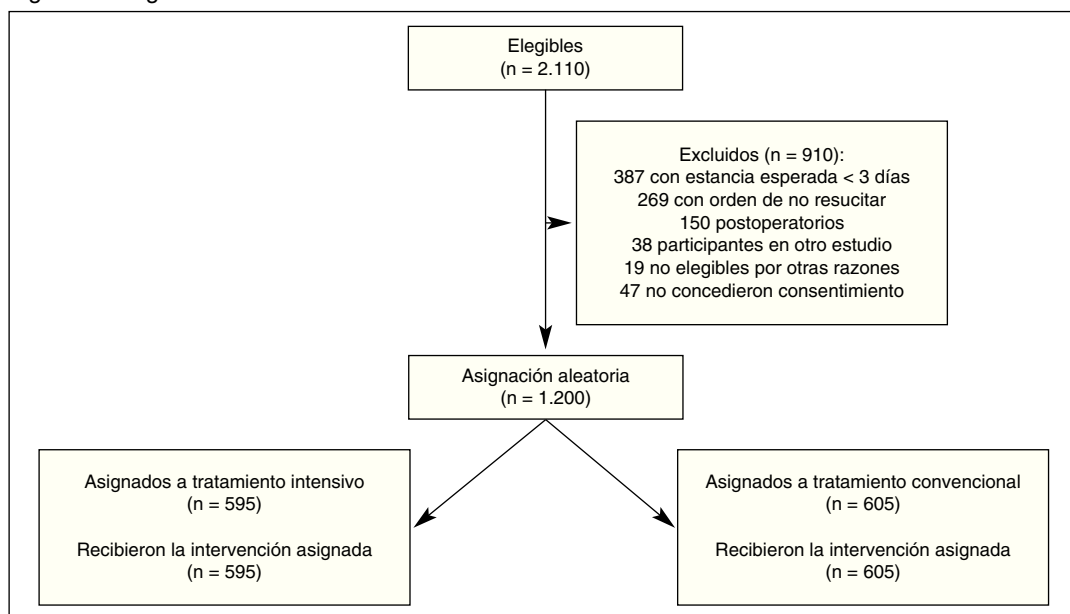 Elegibles
(n = 2.110)
Excluidos (n = 910):
387 con estancia esperada < 3 días
269 con orden de no resucitar
150 postoperatorios
38 participantes en otro estudio
19 no elegibles por otras razones
47 no concedieron consentimiento
Asignación aleatoria
(n = 1.200)
Asignados a tratamiento intensivo
(n = 595)
Recibieron la intervención asignada
(n = 595)
Asignados a tratamiento convencional
(n = 605)
Recibieron la intervención asignada
(n = 605)